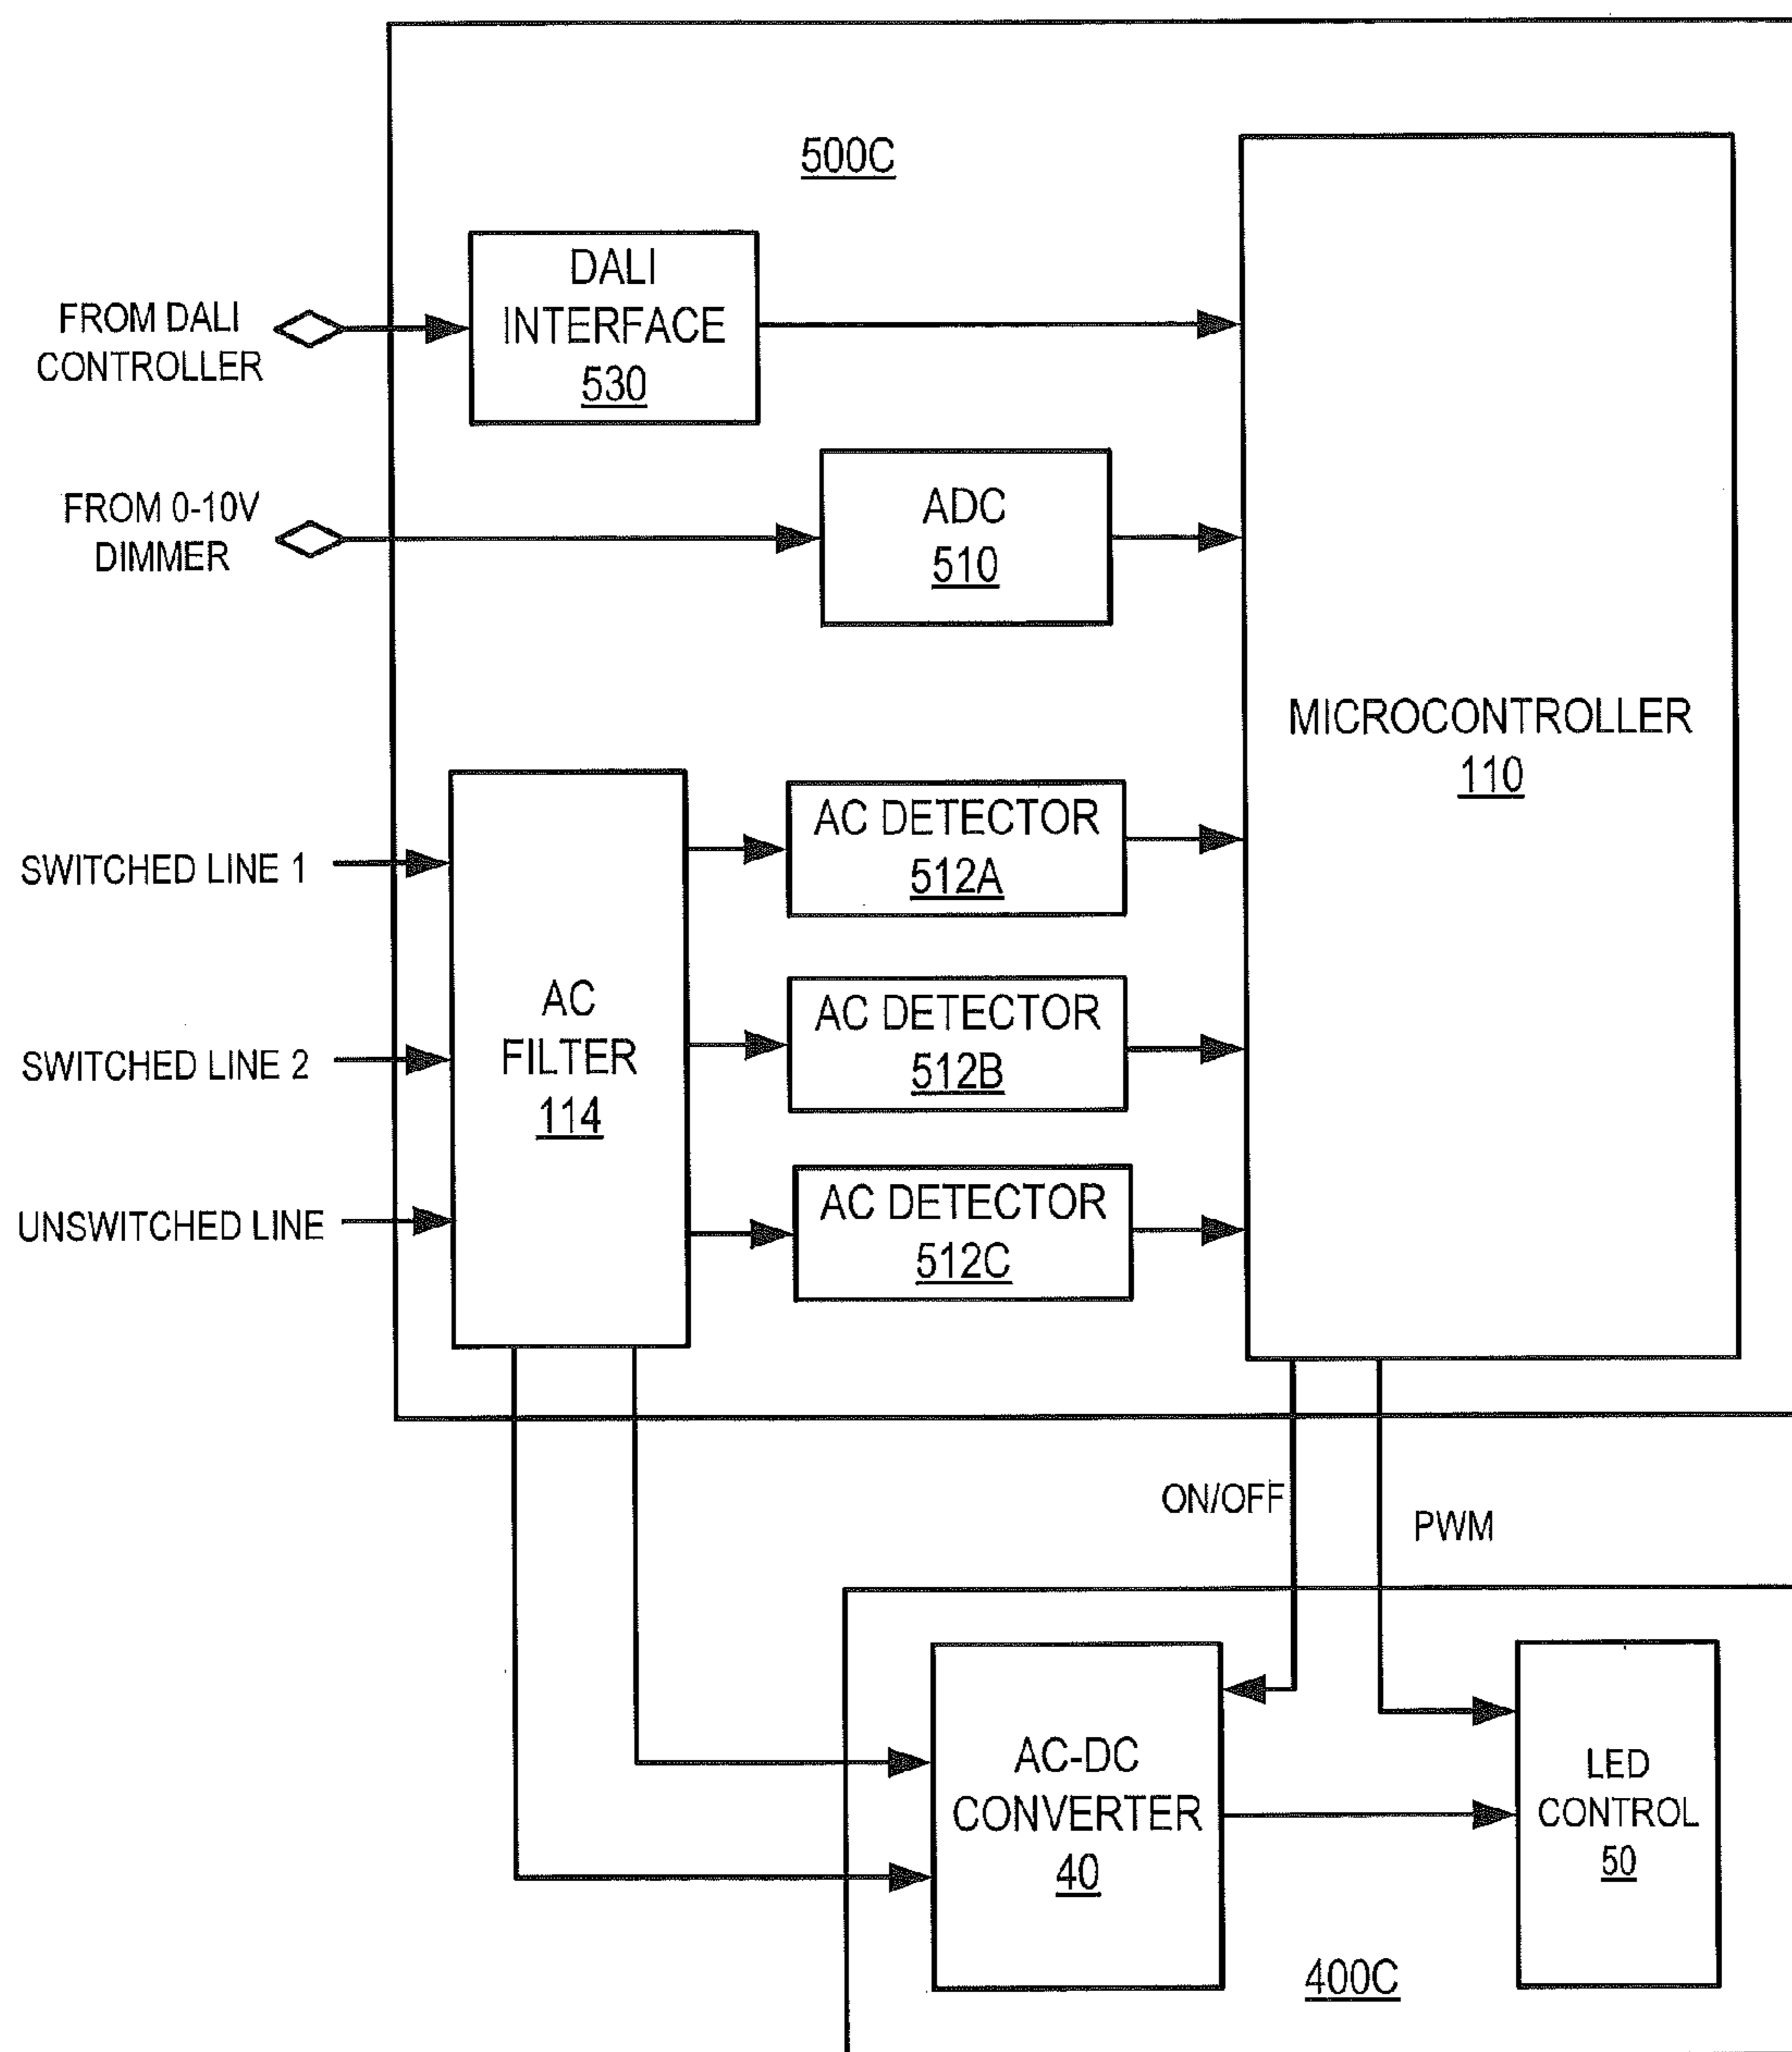 500C
DALI
INTERFACE
530
FROM DALI
CONTROLLER
ADC
510
FROM 0-10V
DIMMER
MICROCONTROLLER
110
AC DETECTOR
512A
SWITCHED LINE 1
AC
FILTER
114
AC DETECTOR
512B
SWITCHED LINE 2
AC DETECTOR
512C
UNSWITCHED LINE
ON/OFF
PWM
AC-DC
CONVERTER
40
LED
CONTROL
50
400C